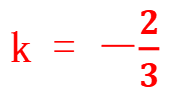 k = −2/3